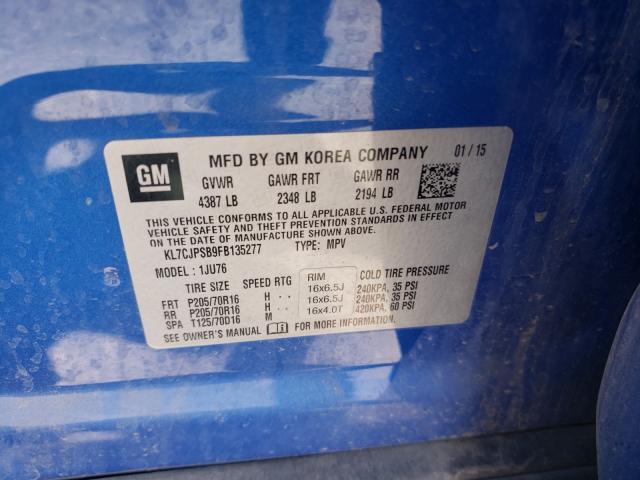 GM MFD BY GM KOREA COMPANY 01 / 15
GVWR GAWR FRT GAWR RR
4387 LB 2348 LB 2194 LB
THIS VEHICLE CONFORMS TO ALL APPLICABLE U.S. FEDERAL MOTOR
VEHICLE SAFETY, BUMPER, AND THEFT PREVENTION STANDARDS IN EFFECT
ON THE DATE OF MANUFACTURE SHOWN ABOVE.
KL7CJPSB9FB135277 TYPE: MPV
MODEL : 1JU76
TIRE SIZE SPEED RTG RIM COLD TIRE PRESSURE
FRT P205/70R16 H .. 16x6.5J 240KPA, 35 PSI
RR P205/70R16 H .. 16x6.5J 240KPA, 35 PSI
SPA T125/70D16 M 16x4.0T 420KPA, 60 PSI
SEE OWNER'S MANUAL FOR MORE INFORMATION.